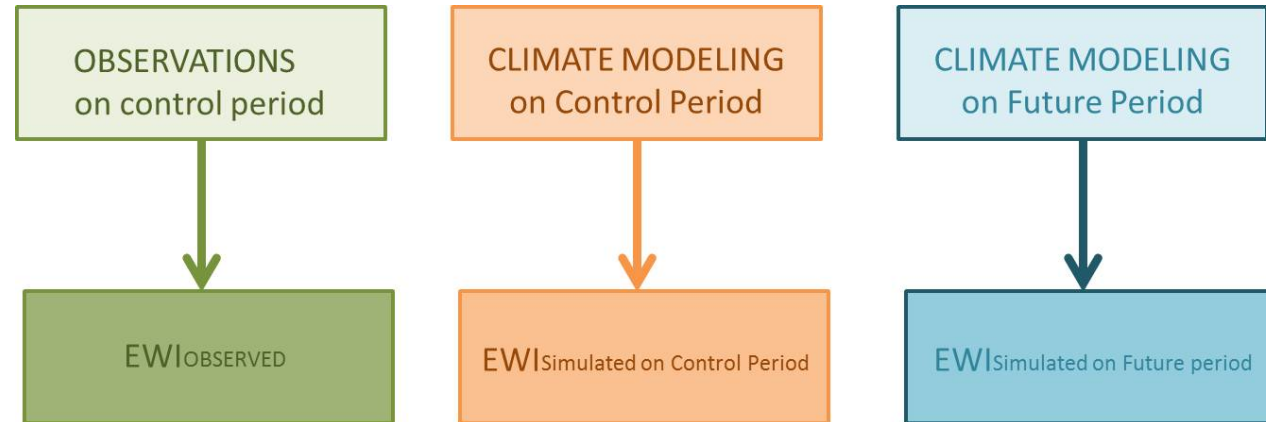 OBSERVATIONS
on control period
CLIMATE MODELING
on Control Period
CLIMATE MODELING
on Future Period
EWIOBSERVED
EWISimulated on Control Period
EWISimulated on Future period